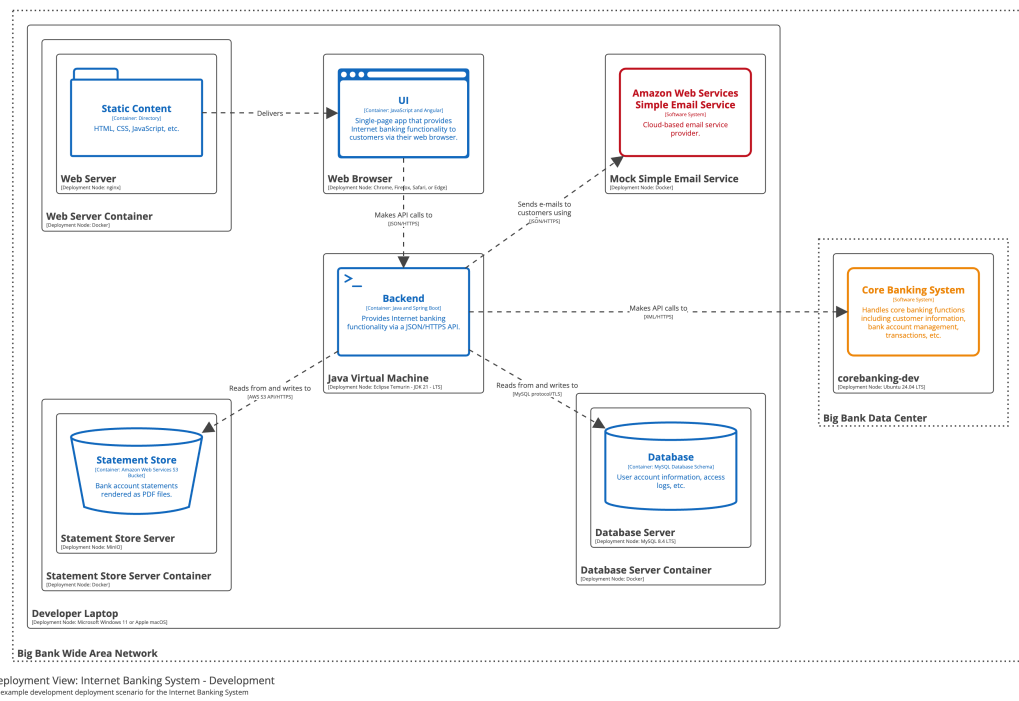 Static Content
[Container: Directory]
HTML, CSS, JavaScript, etc.
Web Server
[Deployment Node: nginx]
Web Server Container
[Deployment Node: Docker]
Delivers
UI
[Container: JavaScript and Angular]
Single-page app that provides
Internet banking functionality to
customers via their web browser.
Web Browser
[Deployment Node: Chrome, Firefox, Safari, or Edge]
Amazon Web Services
Simple Email Service
[Software System]
Cloud-based email service
provider.
Mock Simple Email Service
[Deployment Node: Docker]
Makes API calls to
[JSON/HTTPS]
Sends e-mails to
customers using
[JSON/HTTPS]
>_
Backend
[Container: Java and Spring Boot]
Provides Internet banking
functionality via a JSON/HTTPS API.
Java Virtual Machine
[Deployment Node: Eclipse Temurin - JDK 21 - LTS]
Makes API calls to
[XML/HTTPS]
Core Banking System
[Software System]
Handles core banking functions
including customer information,
bank account management,
transactions, etc.
corebanking-dev
[Deployment Node: Ubuntu 24.04 LTS]
Big Bank Data Center
Reads from and writes to
[AWS S3 API/HTTPS]
Reads from and writes to
[MySQL protocol/TLS]
Statement Store
[Container: Amazon Web Services S3
Bucket]
Bank account statements
rendered as PDF files.
Statement Store Server
[Deployment Node: MinIO]
Statement Store Server Container
[Deployment Node: Docker]
Database
[Container: MySQL Database Schema]
User account information, access
logs, etc.
Database Server
[Deployment Node: MySQL 8.4 LTS]
Database Server Container
[Deployment Node: Docker]
Developer Laptop
[Deployment Node: Microsoft Windows 11 or Apple macOS]
Big Bank Wide Area Network
eployment View: Internet Banking System - Development
example development deployment scenario for the Internet Banking System